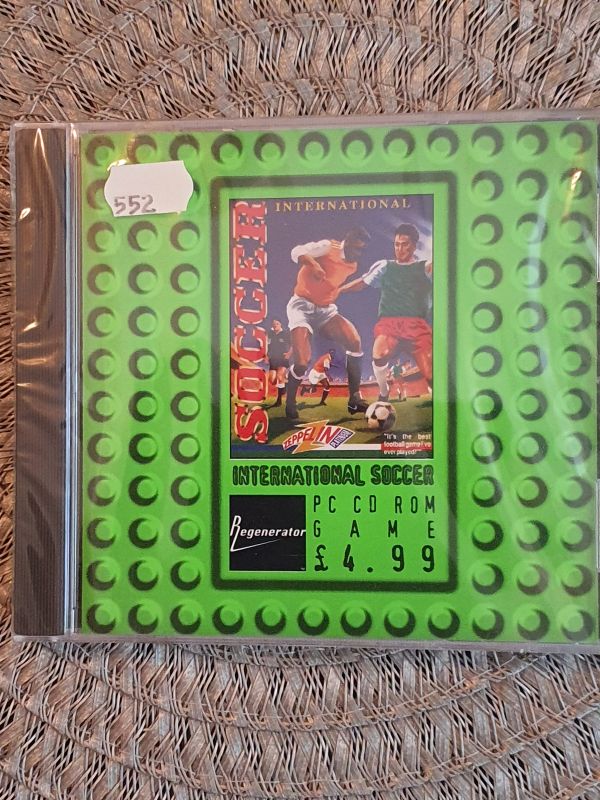 552
INTERNATIONAL
SOCCER
ZEPPELIN
PLATINUM
"It's the best
football game I've
ever played!"
INTERNATIONAL SOCCER
Regenerator
PC CD ROM
GAME
£4.99